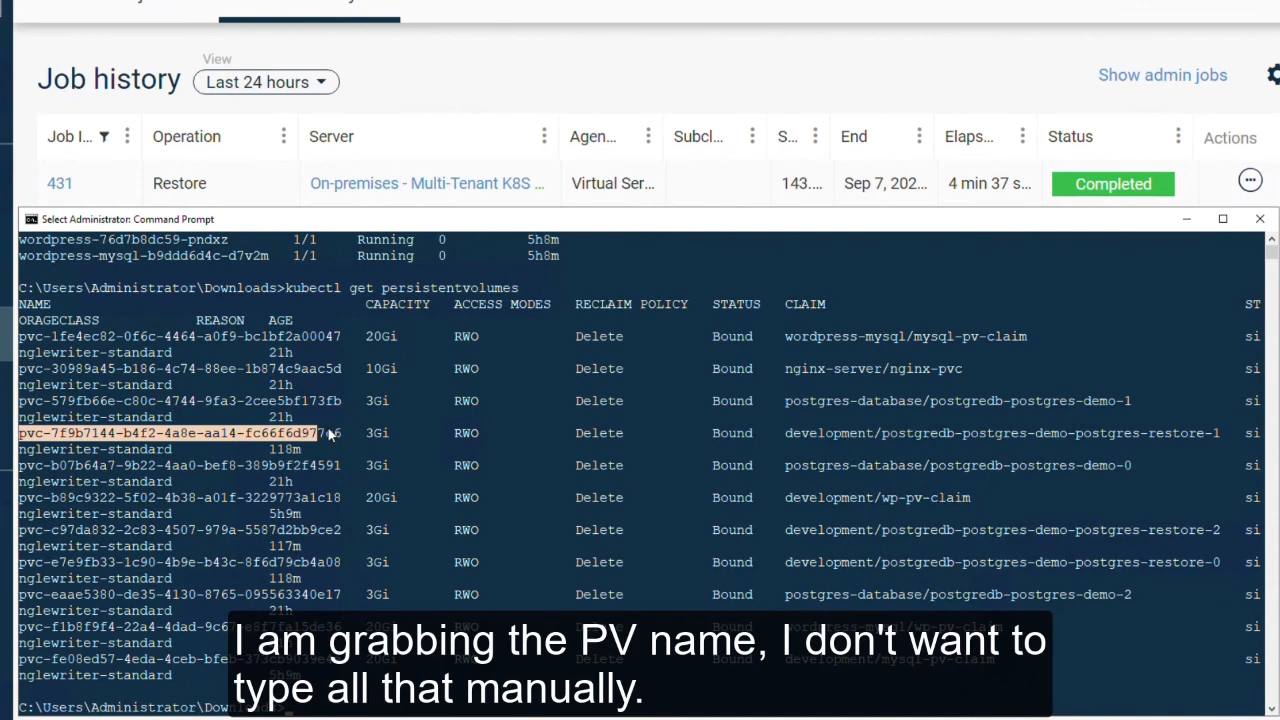 View
Job history
Last 24 hours
Show admin jobs
Job I... Operation Server Agen... Subcl... S... End Elaps... Status Actions
431 Restore On-premises - Multi-Tenant K8S ... Virtual Ser... 143.... Sep 7, 202... 4 min 37 s... Completed
Select Administrator: Command Prompt
wordpress-76d7b8dc59-pndxz 1/1 Running 0 5h8m
wordpress-mysql-b9ddd6d4c-d7v2m 1/1 Running 0 5h8m
C:\Users\Administrator\Downloads>kubectl get persistentvolumes
NAME CAPACITY ACCESS MODES RECLAIM POLICY STATUS CLAIM ST
ORAGECLASS REASON AGE
pvc-1fe4ec82-0f6c-4464-a0f9-bc1bf2a00047 20Gi RWO Delete Bound wordpress-mysql/mysql-pv-claim si
nglewriter-standard 21h
pvc-30989a45-b186-4c74-88ee-1b874c9aac5d 10Gi RWO Delete Bound nginx-server/nginx-pvc si
nglewriter-standard 21h
pvc-579fb66e-c80c-4744-9fa3-2cee5bf173fb 3Gi RWO Delete Bound postgres-database/postgredb-postgres-demo-1 si
nglewriter-standard 21h
3Gi RWO Delete Bound development/postgredb-postgres-demo-postgres-restore-1 si
nglewriter-standard 118m
pvc-b07b64a7-9b22-4aa0-bef8-389b9f2f4591 3Gi RWO Delete Bound postgres-database/postgredb-postgres-demo-0 si
nglewriter-standard 21h
pvc-b89c9322-5f02-4b38-a01f-3229773a1c18 20Gi RWO Delete Bound development/wp-pv-claim si
nglewriter-standard 5h9m
pvc-c97da832-2c83-4507-979a-5587d2bb9ce2 3Gi RWO Delete Bound development/postgredb-postgres-demo-postgres-restore-2 si
nglewriter-standard 117m
pvc-e7e9fb33-1c90-4b9e-b43c-8f6d79cb4a08 3Gi RWO Delete Bound development/postgredb-postgres-demo-postgres-restore-0 si
nglewriter-standard 118m
pvc-eaae5380-de35-4130-8765-095563340e17 3Gi RWO Delete Bound postgres-database/postgredb-postgres-demo-2 si
nglewriter-standard 21h
si
nglewriter-standard
si
nglewriter-standard 5h9m
I am grabbing the PV name, I don't want to
type all that manually.